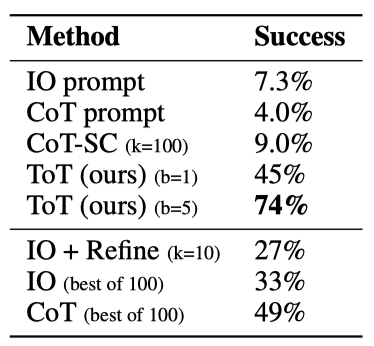 Method Success
IO prompt 7.3%
CoT prompt 4.0%
CoT-SC (k=100) 9.0%
ToT (ours) (b=1) 45%
ToT (ours) (b=5) 74%
IO + Refine (k=10) 27%
IO (best of 100) 33%
CoT (best of 100) 49%